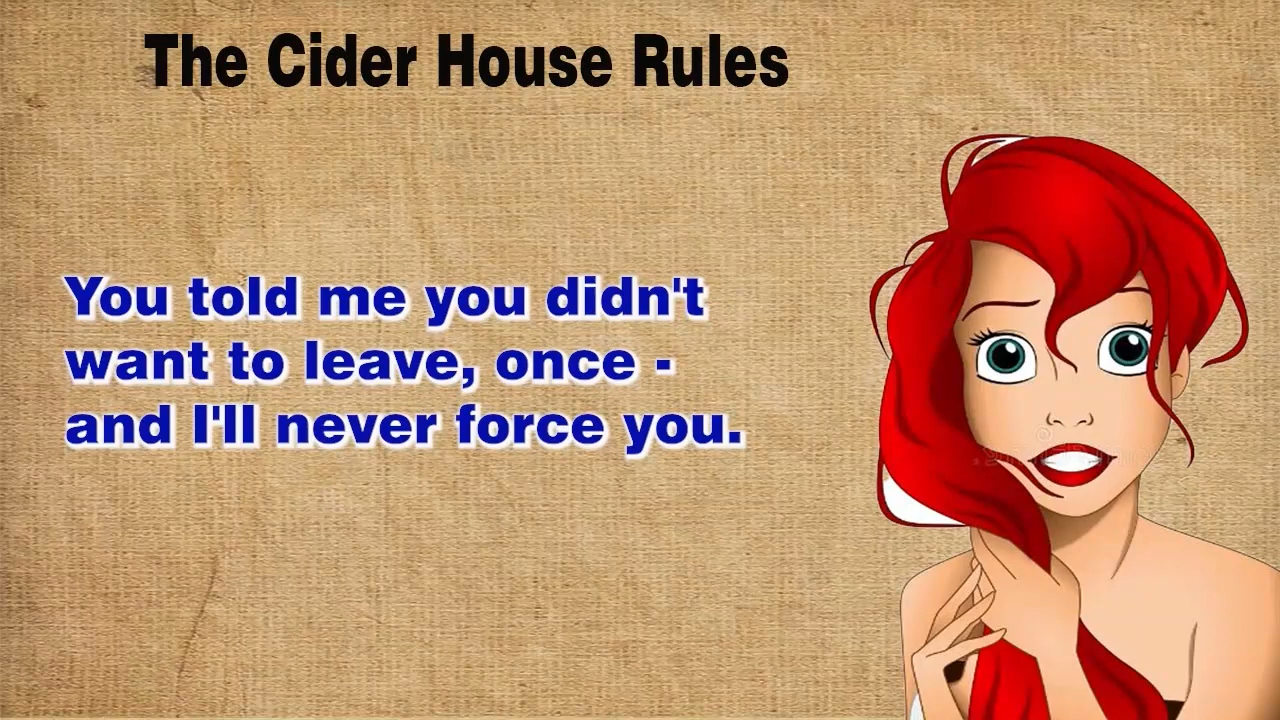 The Cider House Rules
You told me you didn't
want to leave, once -
and I'll never force you.